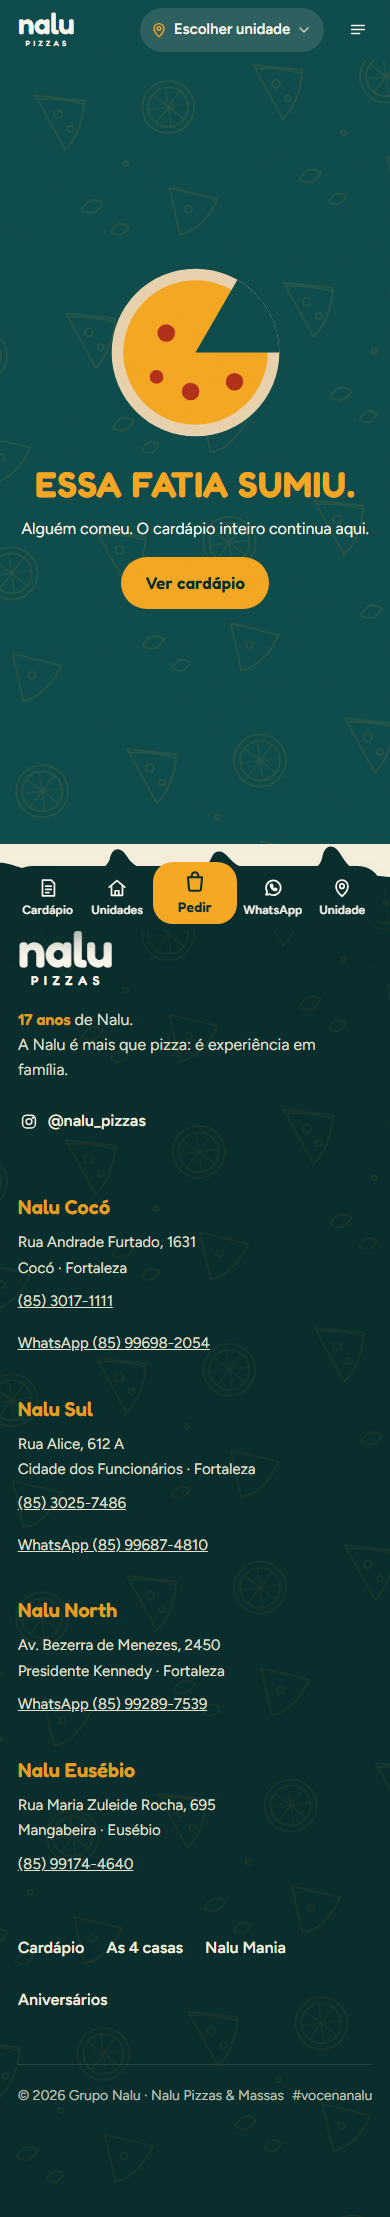 nalu
PIZZAS
Escolher unidade
ESSA FATIA SUMIU.
Alguém comeu. O cardápio inteiro continua aqui.
Ver cardápio
Cardápio
Unidades
Pedir
WhatsApp
Unidade
nalu
PIZZAS
17 anos de Nalu.
A Nalu é mais que pizza: é experiência em
família.
@nalu_pizzas
Nalu Cocó
Rua Andrade Furtado, 1631
Cocó · Fortaleza
(85) 3017-1111
WhatsApp (85) 99698-2054
Nalu Sul
Rua Alice, 612 A
Cidade dos Funcionários · Fortaleza
(85) 3025-7486
WhatsApp (85) 99687-4810
Nalu North
Av. Bezerra de Menezes, 2450
Presidente Kennedy · Fortaleza
WhatsApp (85) 99289-7539
Nalu Eusébio
Rua Maria Zuleide Rocha, 695
Mangabeira · Eusébio
(85) 99174-4640
Cardápio As 4 casas Nalu Mania
Aniversários
© 2026 Grupo Nalu · Nalu Pizzas & Massas #vocenanalu